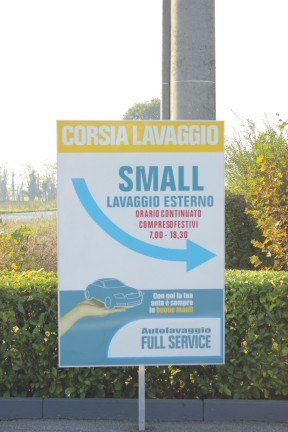 CORSIA LAVAGGIO
SMALL
LAVAGGIO ESTERNO
ORARIO CONTINUATO
COMPRESO FESTIVI
7,00 - 18,30
Con noi la tua
auto è sempre
in buone mani!
Autolavaggio
FULL SERVICE